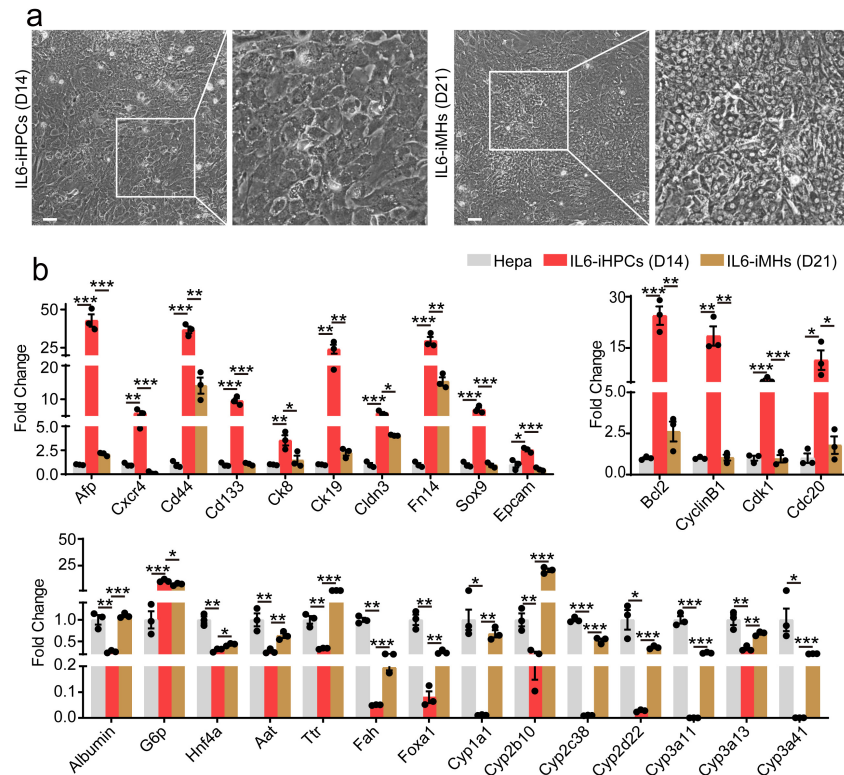 a
IL6-iHPCs (D14)
IL6-iMHs (D21)
b
Hepa IL6-iHPCs (D14) IL6-iMHs (D21)
Fold Change
50
25
20
10
5.0
2.5
0.0
*** *** ** *** *** ** *** *** ** * ** ** *** * *** ** *** *** * ***
Afp Cxcr4 Cd44 Cd133 Ck8 Ck19 Cldn3 Fn14 Sox9 Epcam
Fold Change
30
15
5.0
2.5
0.0
*** ** ** ** *** *** * *
Bcl2 CyclinB1 Cdk1 Cdc20
Fold Change
50
25
1.0
0.5
0.2
0.1
0.0
** *** *** * ** * ** ** ** *** ** *** ** ** * ** ** *** ** *** * *** *** *** ** ** * ***
Albumin G6p Hnf4a Aat Ttr Fah Foxa1 Cyp1a1 Cyp2b10 Cyp2c38 Cyp2d22 Cyp3a11 Cyp3a13 Cyp3a41